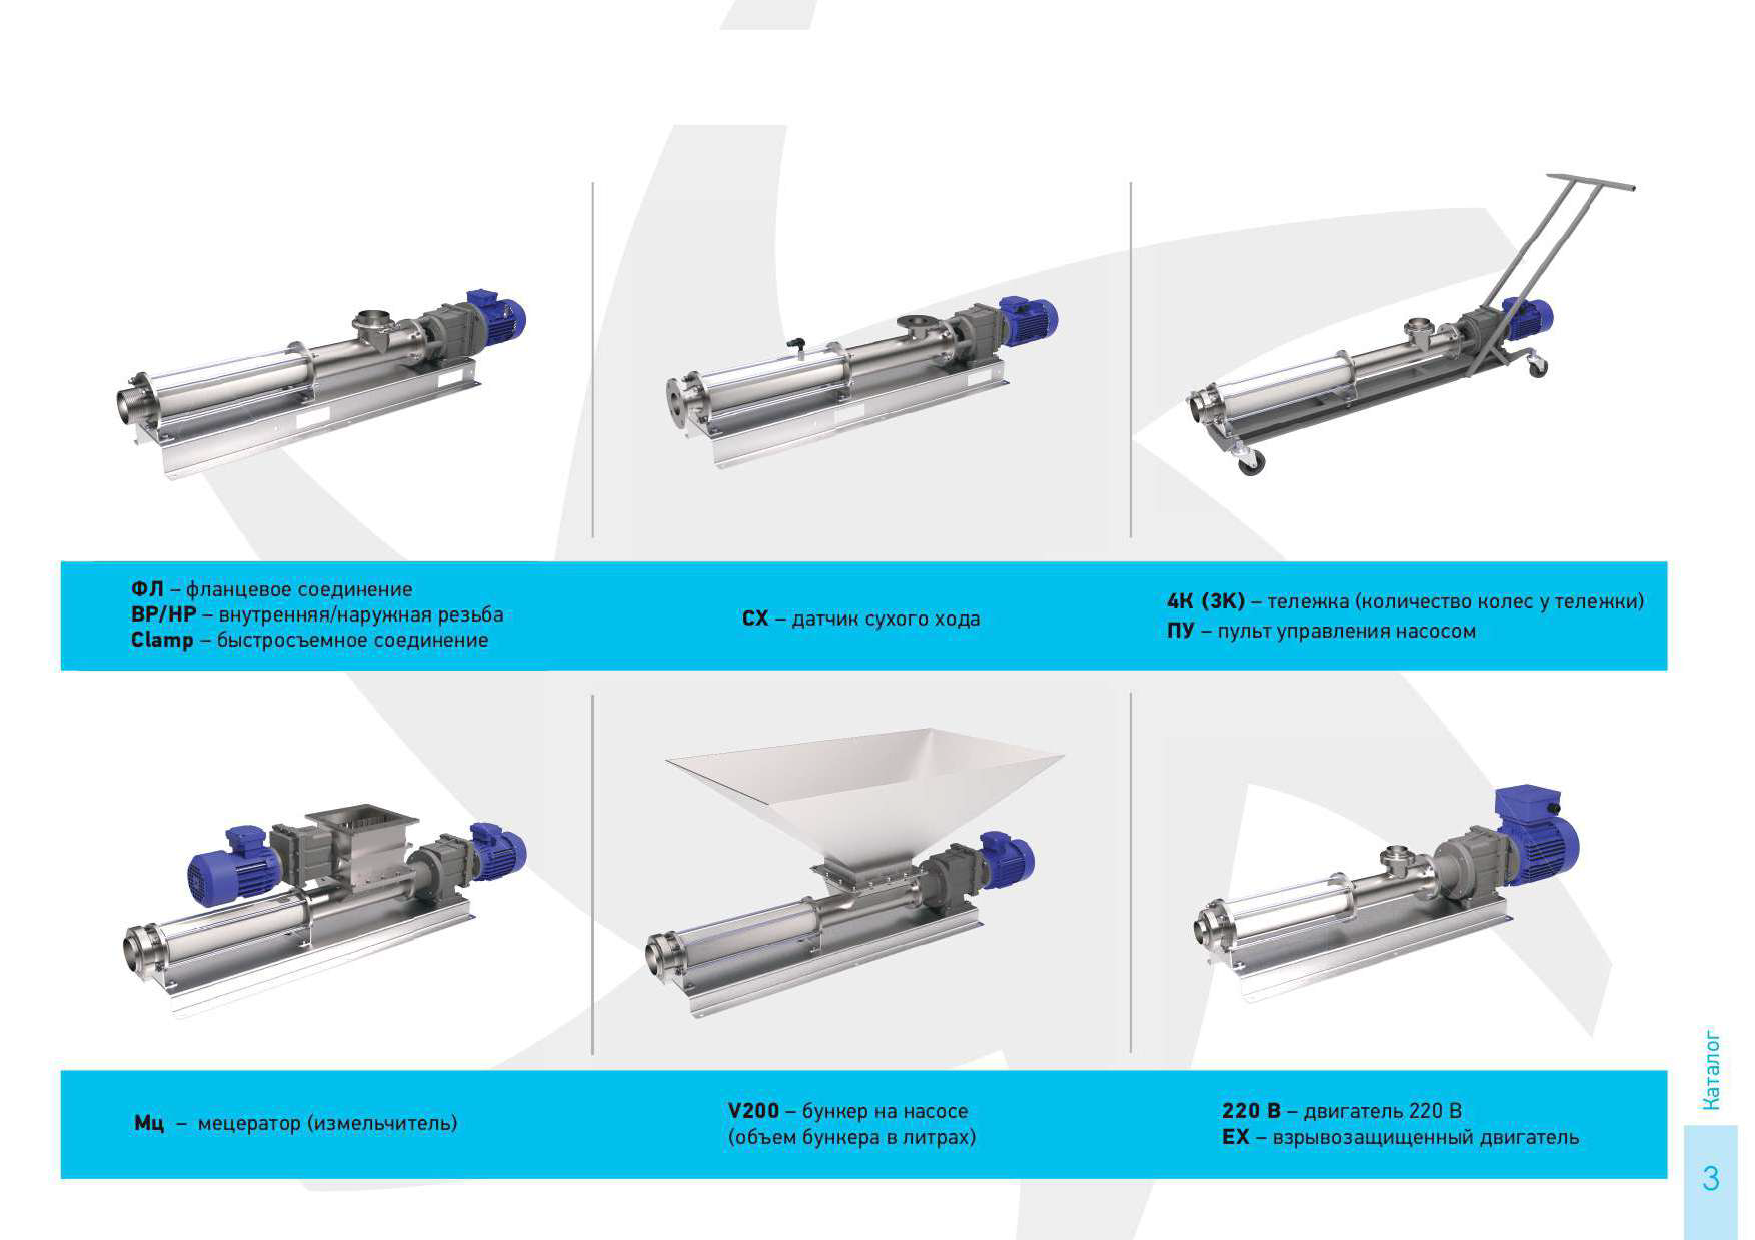 ФЛ – фланцевое соединение
ВР/НР – внутренняя/наружная резьба
Clamp – быстросъемное соединение
СХ – датчик сухого хода
4К (3К) – тележка (количество колес у тележки)
ПУ – пульт управления насосом
Мц – мецератор (измельчитель)
V200 – бункер на насосе
(объем бункера в литрах)
220 В – двигатель 220 В
EX – взрывозащищенный двигатель
Каталог
3